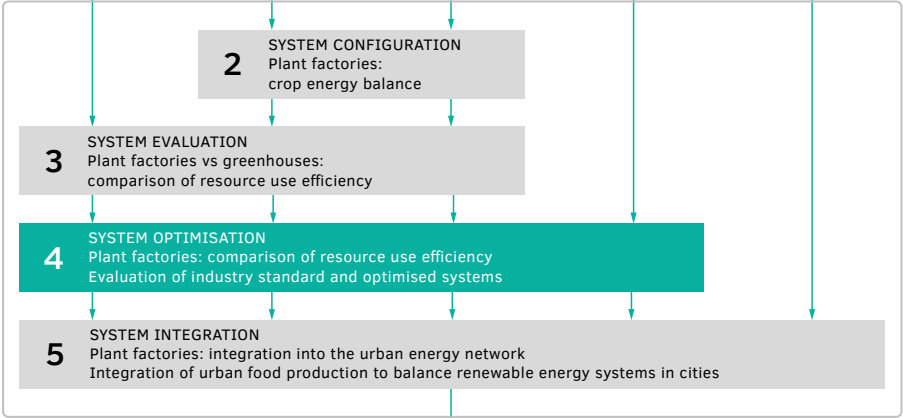 2
SYSTEM CONFIGURATION
Plant factories:
crop energy balance
3
SYSTEM EVALUATION
Plant factories vs greenhouses:
comparison of resource use efficiency
4
SYSTEM OPTIMISATION
Plant factories: comparison of resource use efficiency
Evaluation of industry standard and optimised systems
5
SYSTEM INTEGRATION
Plant factories: integration into the urban energy network
Integration of urban food production to balance renewable energy systems in cities